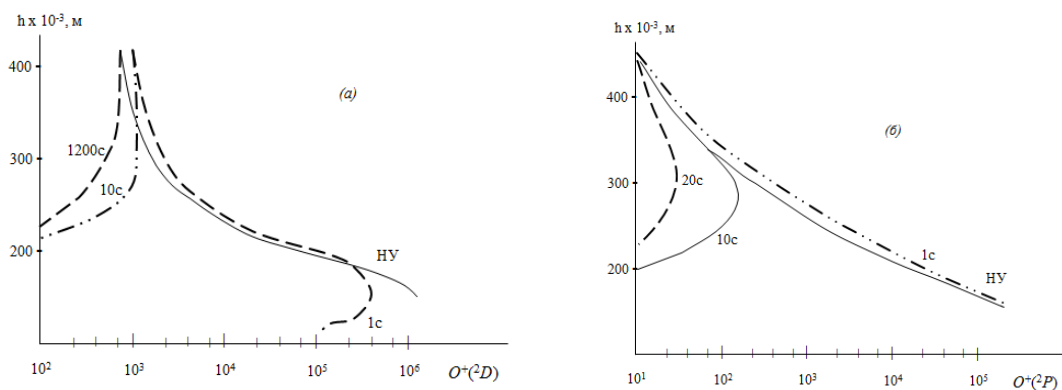 h x 10⁻³, м
400
300
200
1200с
10с
(а)
НУ
1с
10² 10³ 10⁴ 10⁵ 10⁶ O⁺(²D)
h x 10⁻³, м
400
300
200
20с
10с
(б)
1с
НУ
10¹ 10² 10³ 10⁴ 10⁵ O⁺(²P)